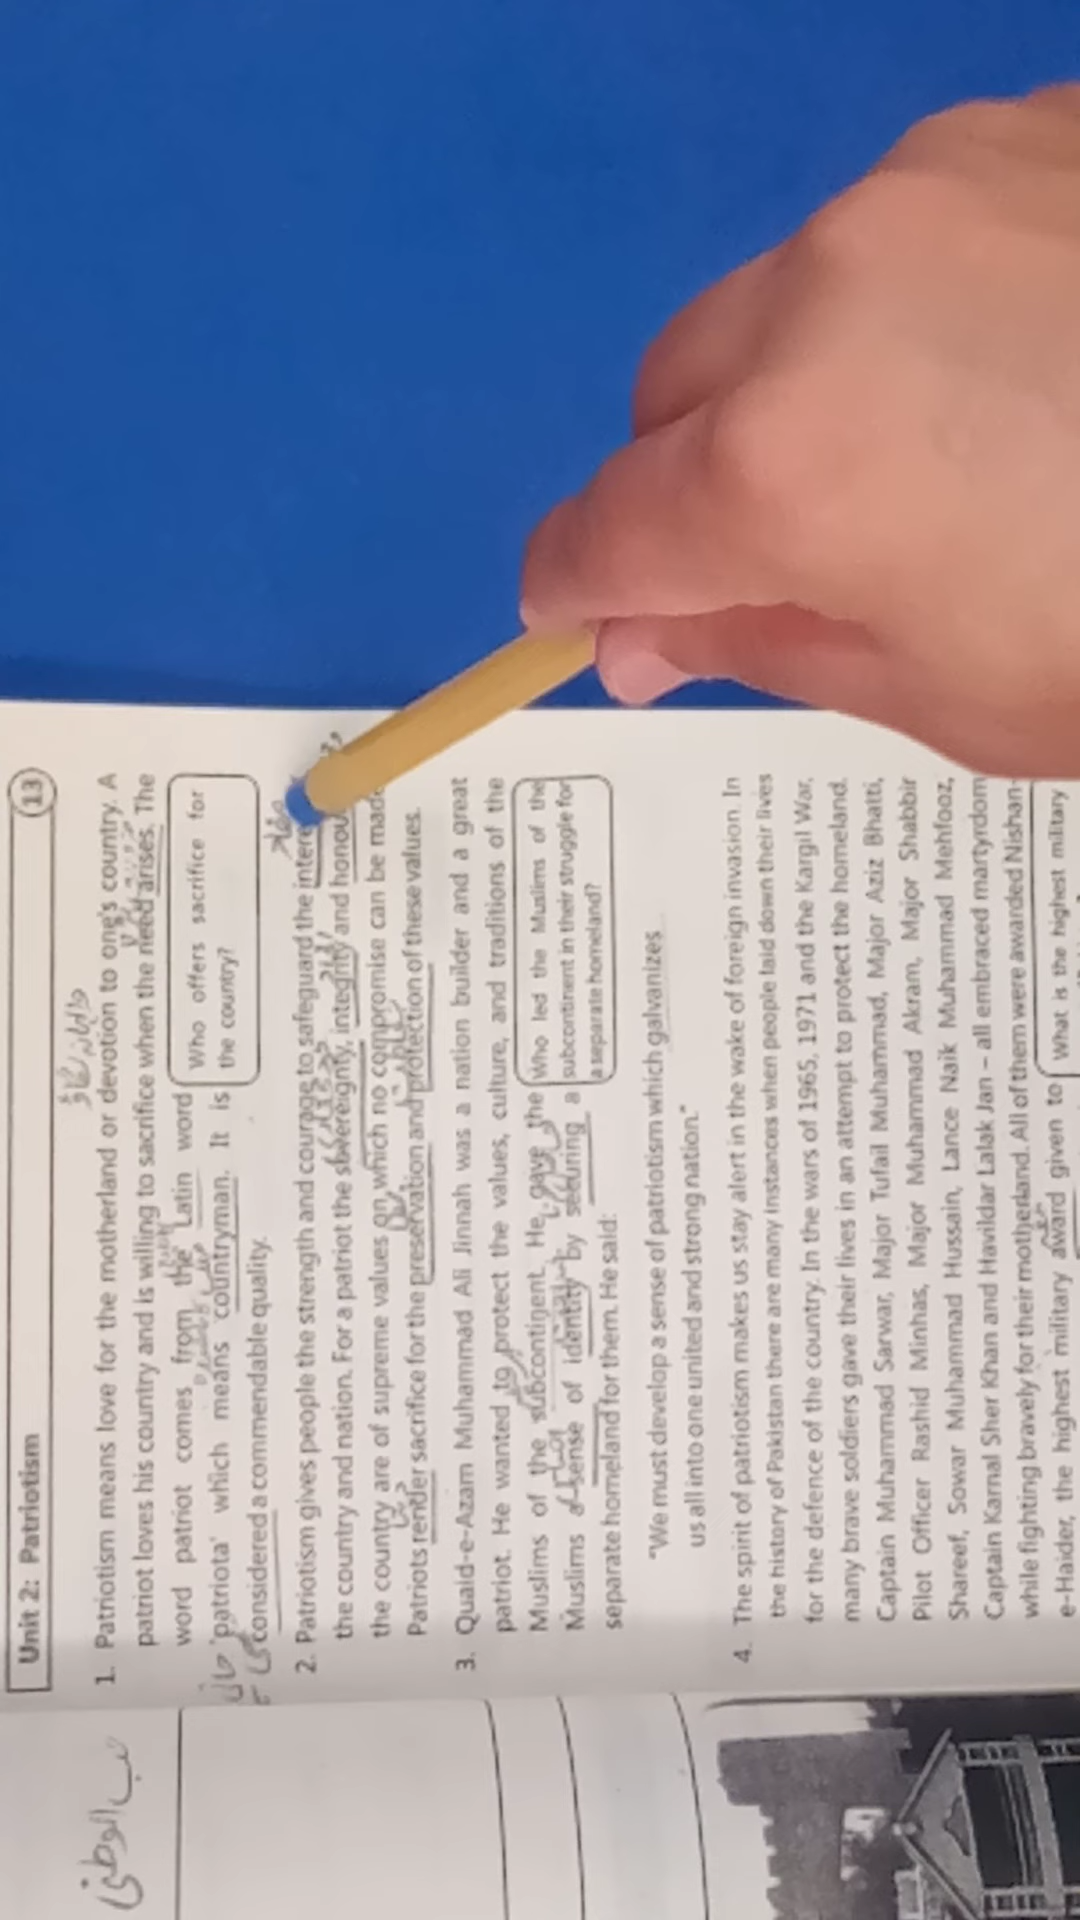 Unit 2: Patriotism
13
1. Patriotism means love for the motherland or devotion to one's country. A
patriot loves his country and is willing to sacrifice when the need arises. The
word patriot comes from the Latin word
'patriota' which means countryman. It is
considered a commendable quality.
Who offers sacrifice for
the country?
2. Patriotism gives people the strength and courage to safeguard the intere
the country and nation. For a patriot the sovereignty, integrity and honou
the country are of supreme values on which no compromise can be made
Patriots render sacrifice for the preservation and protection of these values.
3. Quaid-e-Azam Muhammad Ali Jinnah was a nation builder and a great
patriot. He wanted to protect the values, culture, and traditions of the
Muslims of the subcontinent. He gave the
Muslims a sense of identity by securing a
separate homeland for them. He said:
Who led the Muslims of the
subcontinent in their struggle for
a separate homeland?
"We must develop a sense of patriotism which galvanizes
us all into one united and strong nation."
4. The spirit of patriotism makes us stay alert in the wake of foreign invasion. In
the history of Pakistan there are many instances when people laid down their lives
for the defence of the country. In the wars of 1965, 1971 and the Kargil War,
many brave soldiers gave their lives in an attempt to protect the homeland.
Captain Muhammad Sarwar, Major Tufail Muhammad, Major Aziz Bhatti,
Pilot Officer Rashid Minhas, Major Muhammad Akram, Major Shabbir
Shareef, Sowar Muhammad Hussain, Lance Naik Muhammad Mehfooz,
Captain Karnal Sher Khan and Havildar Lalak Jan – all embraced martyrdom
while fighting bravely for their motherland. All of them were awarded Nishan-
e-Haider, the highest military award given to
What is the highest military
حب الوطنی
مفاد